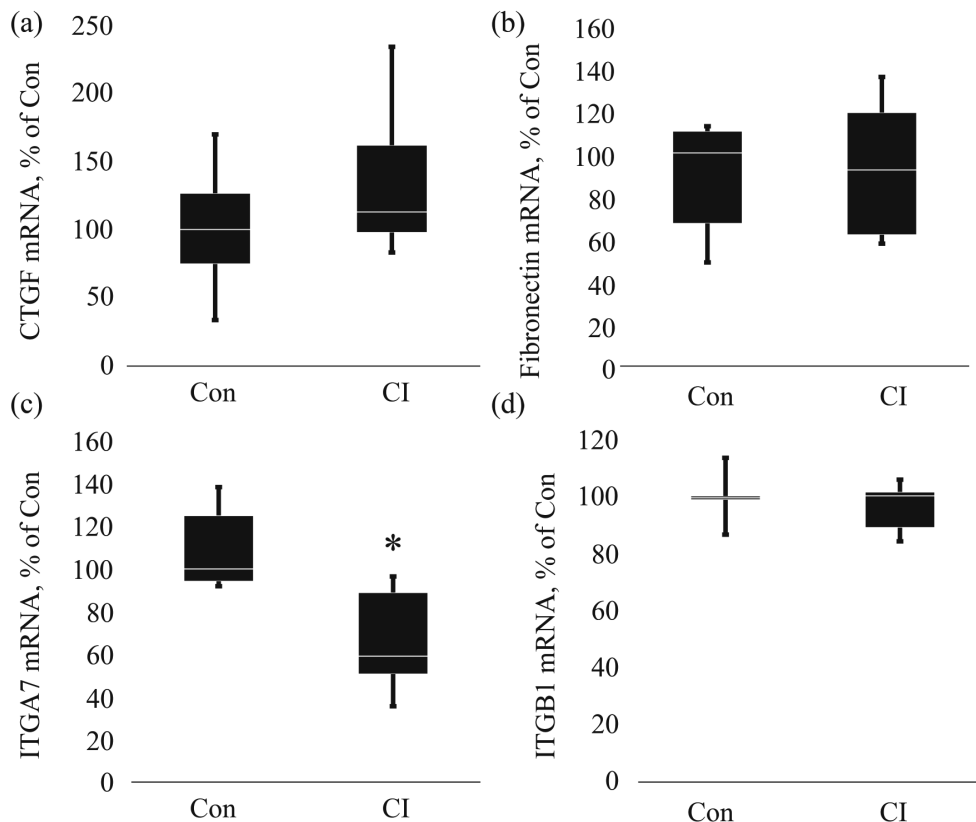 (a)
CTGF mRNA, % of Con
250
200
150
100
50
0
Con CI
(b)
Fibronectin mRNA, % of Con
160
140
120
100
80
60
40
20
0
Con CI
(c)
ITGA7 mRNA, % of Con
160
140
120
100
80
60
40
20
0
*
Con CI
(d)
ITGB1 mRNA, % of Con
120
100
80
60
40
20
0
Con CI